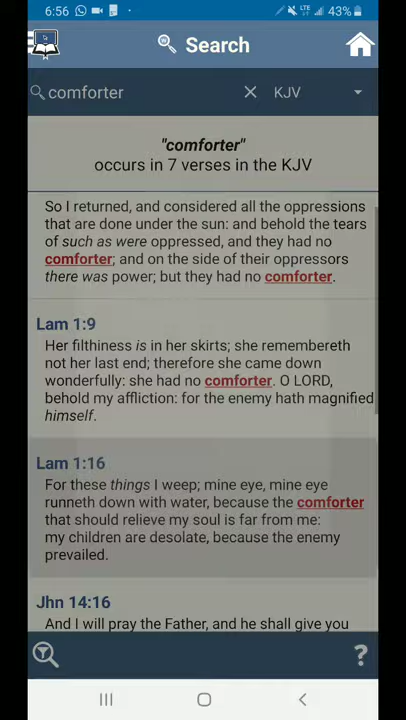 6:56 LTE 43%
Search
comforter KJV
"comforter"
occurs in 7 verses in the KJV
So I returned, and considered all the oppressions
that are done under the sun: and behold the tears
of such as were oppressed, and they had no
comforter; and on the side of their oppressors
there was power; but they had no comforter.
Lam 1:9
Her filthiness is in her skirts; she remembereth
not her last end; therefore she came down
wonderfully: she had no comforter. O LORD,
behold my affliction: for the enemy hath magnified
himself.
Lam 1:16
For these things I weep; mine eye, mine eye
runneth down with water, because the comforter
that should relieve my soul is far from me:
my children are desolate, because the enemy
prevailed.
Jhn 14:16
And I will pray the Father, and he shall give you
?